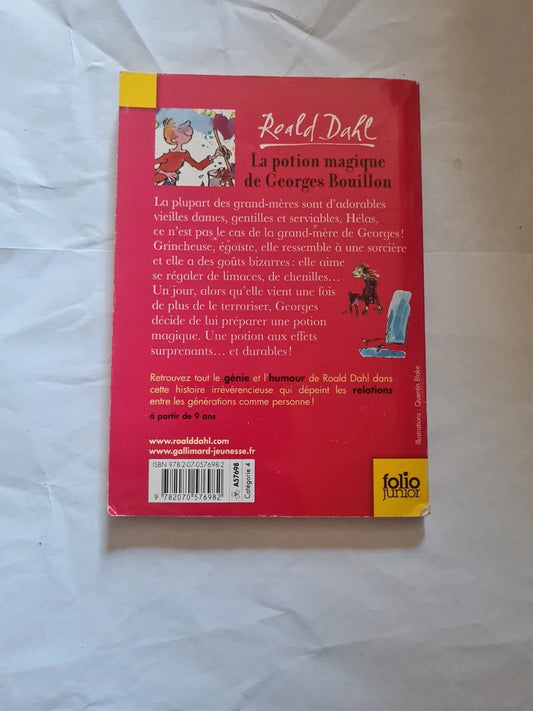 Roald Dahl
La potion magique
de Georges Bouillon
La plupart des grand-mères sont d'adorables
vieilles dames, gentilles et serviables. Hélas,
ce n'est pas le cas de la grand-mère de Georges!
Grincheuse, égoïste, elle ressemble à une sorcière
et elle a des goûts bizarres : elle aime
se régaler de limaces, de chenilles...
Un jour, alors qu'elle vient une fois
de plus de le terroriser, Georges
décide de lui préparer une potion
magique. Une potion aux effets
surprenants... et durables!
Retrouvez tout le génie et l'humour de Roald Dahl dans
cette histoire irrévérencieuse qui dépeint les relations
entre les générations comme personne!
à partir de 9 ans
www.roalddahl.com
www.gallimard-jeunesse.fr
ISBN 978-2-07-057698-2
9 782070 576982
A57698
Catégorie 4
Illustrations : Quentin Blake
folio
junior